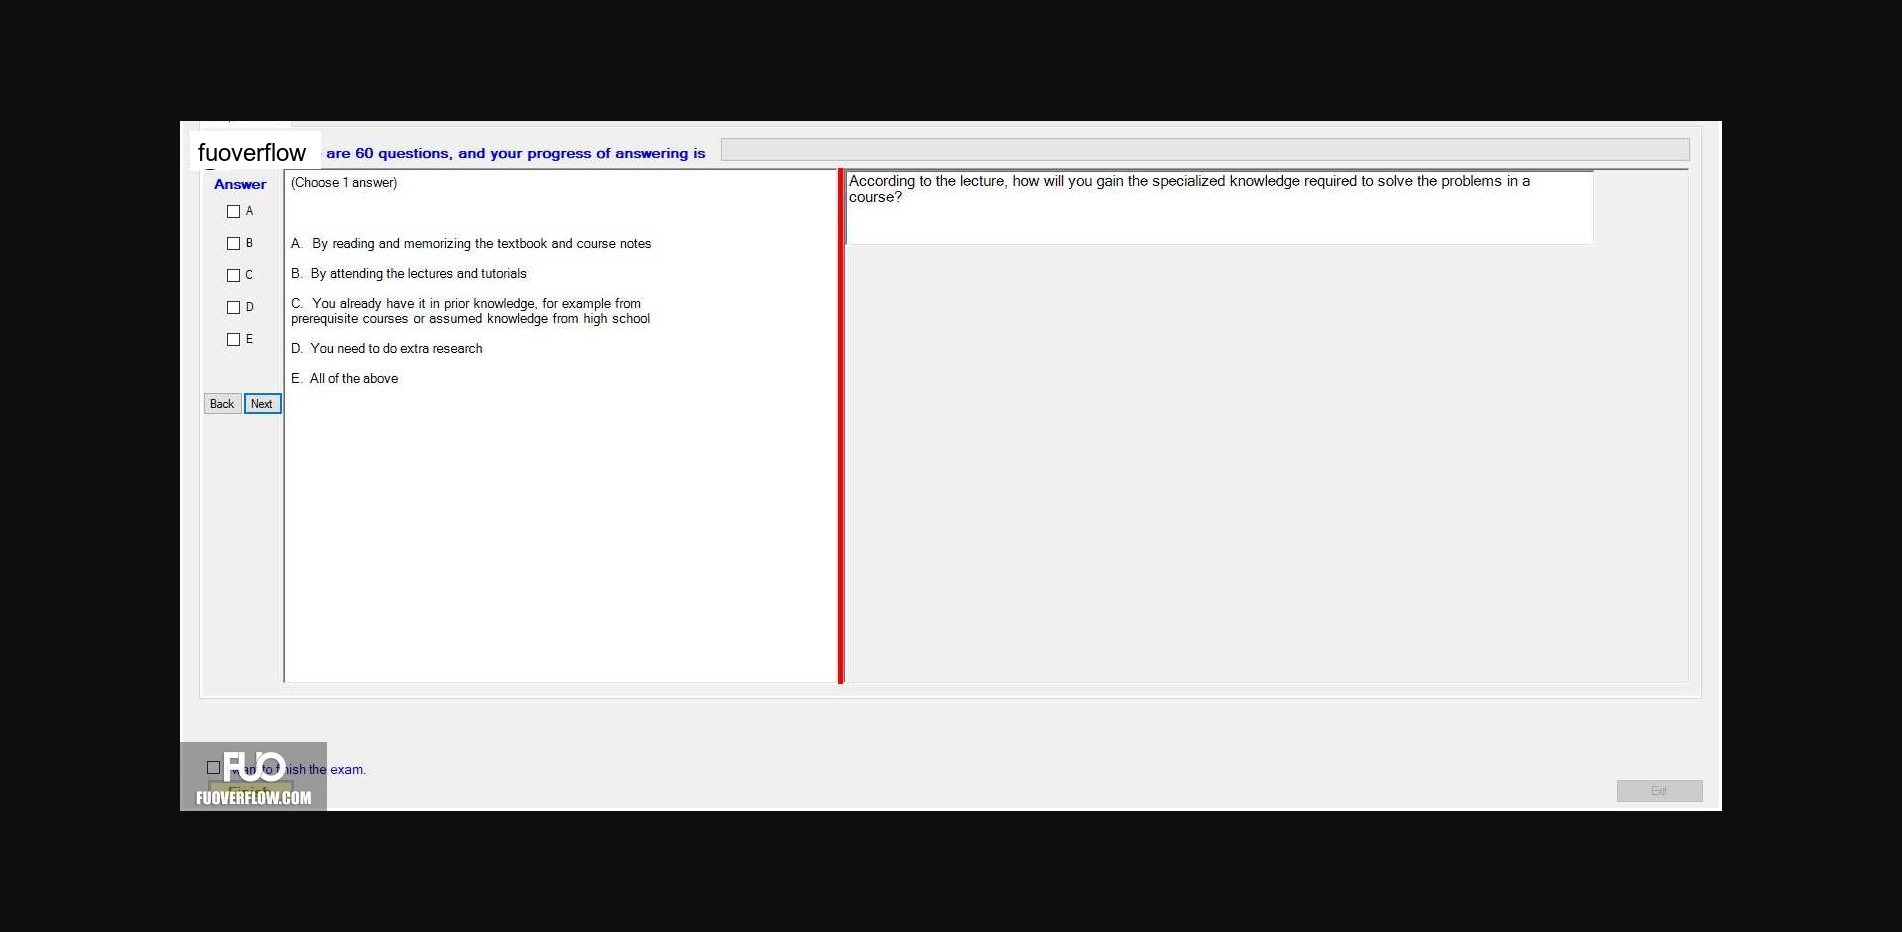 fuoverflow
are 60 questions, and your progress of answering is
Answer
A
B
C
D
E
Back Next
(Choose 1 answer)
A. By reading and memorizing the textbook and course notes
B. By attending the lectures and tutorials
C. You already have it in prior knowledge, for example from
prerequisite courses or assumed knowledge from high school
D. You need to do extra research
E. All of the above
According to the lecture, how will you gain the specialized knowledge required to solve the problems in a
course?
FUO
to finish the exam.
Finish
FUOVERFLOW.COM
Exit